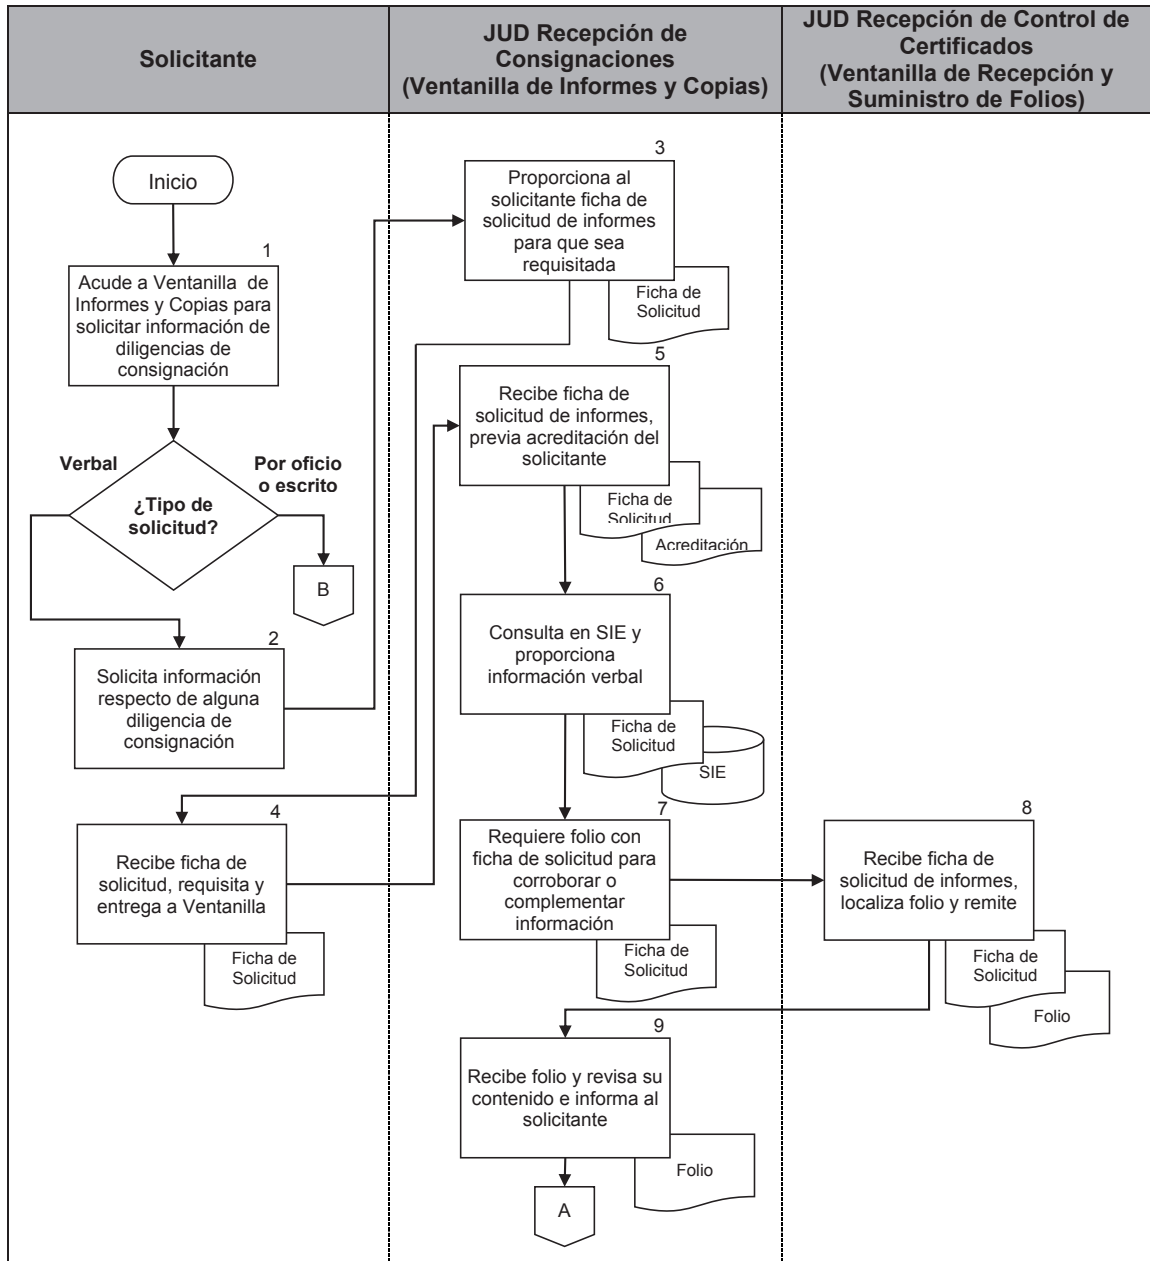 Solicitante
JUD Recepción de
Consignaciones
(Ventanilla de Informes y Copias)
JUD Recepción de Control de
Certificados
(Ventanilla de Recepción y
Suministro de Folios)
Inicio
1
Acude a Ventanilla de
Informes y Copias para
solicitar información de
diligencias de
consignación
Verbal
Por oficio
o escrito
¿Tipo de
solicitud?
B
2
Solicita información
respecto de alguna
diligencia de
consignación
3
Proporciona al
solicitante ficha de
solicitud de informes
para que sea
requisitada
Ficha de
Solicitud
4
Recibe ficha de
solicitud, requisita y
entrega a Ventanilla
Ficha de
Solicitud
5
Recibe ficha de
solicitud de informes,
previa acreditación del
solicitante
Ficha de
Solicitud
Acreditación
6
Consulta en SIE y
proporciona
información verbal
Ficha de
Solicitud
SIE
7
Requiere folio con
ficha de solicitud para
corroborar o
complementar
información
Ficha de
Solicitud
8
Recibe ficha de
solicitud de informes,
localiza folio y remite
Ficha de
Solicitud
Folio
9
Recibe folio y revisa su
contenido e informa al
solicitante
Folio
A